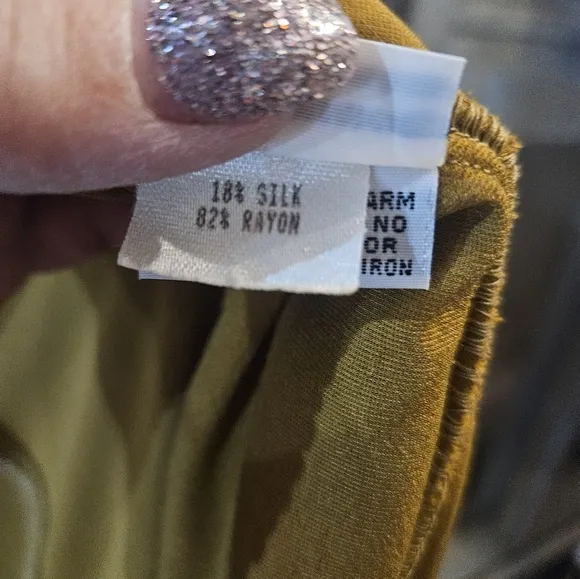 18% SILK
82% RAYON
ARM
NO
OR
IRON